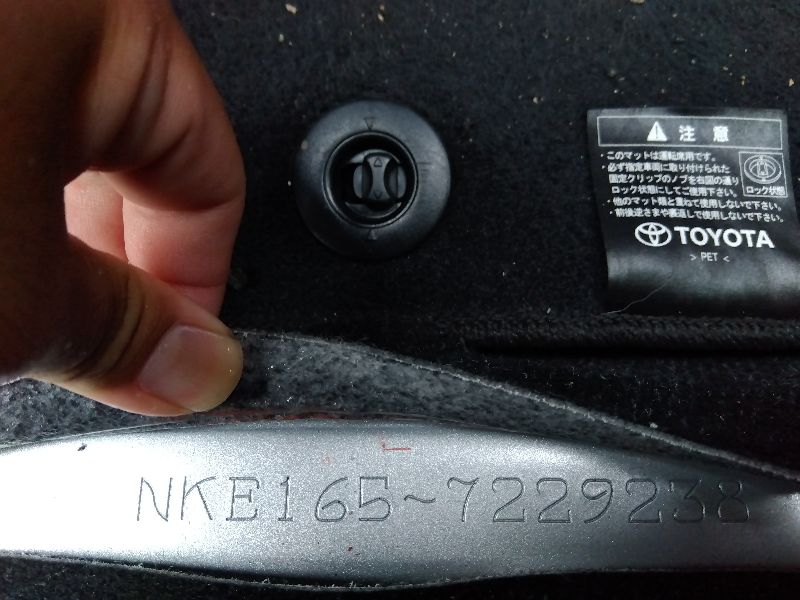 注意
・このマットは運転席用です。
・必ず指定車両に取り付けられた
固定クリップのノブを右図の通り
ロック状態にしてご使用下さい。
ロック状態
・他のマット類と重ねて使用しないで下さい。
・前後逆さまや裏返しで使用しないで下さい。
TOYOTA
> PET <
NKE165~7229238